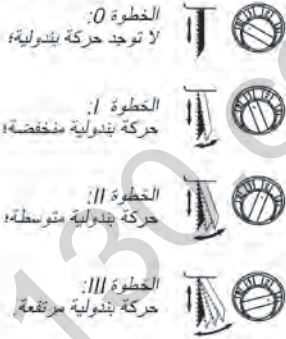 الخطوة 0:
لا توجد حركة بندولية؛
الخطوة I:
حركة بندولية منخفضة؛
الخطوة II:
حركة بندولية متوسطة؛
الخطوة III:
حركة بندولية مرتفعة.